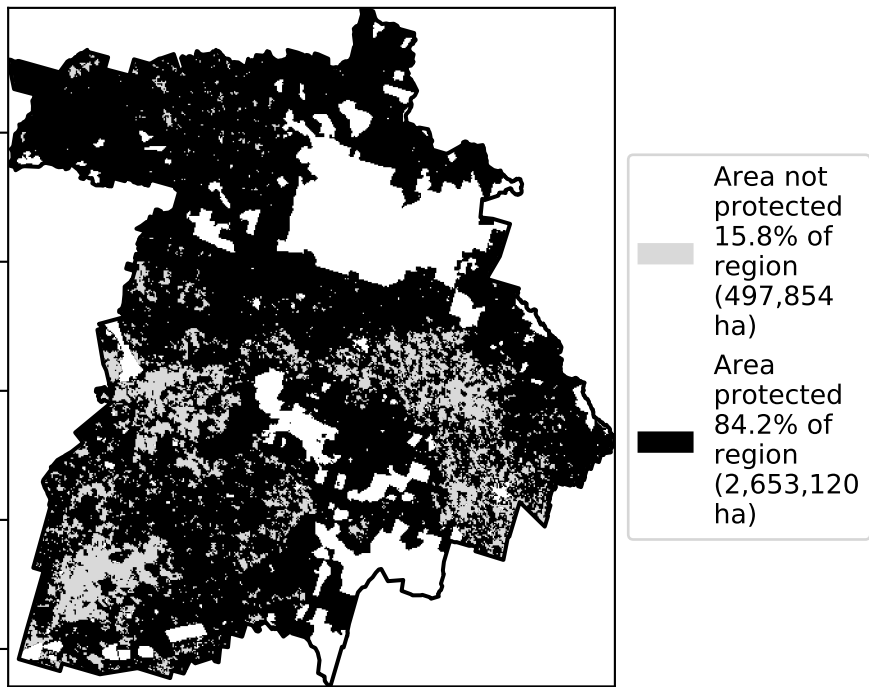 Area not
protected
15.8% of
region
(497,854
ha)
Area
protected
84.2% of
region
(2,653,120
ha)